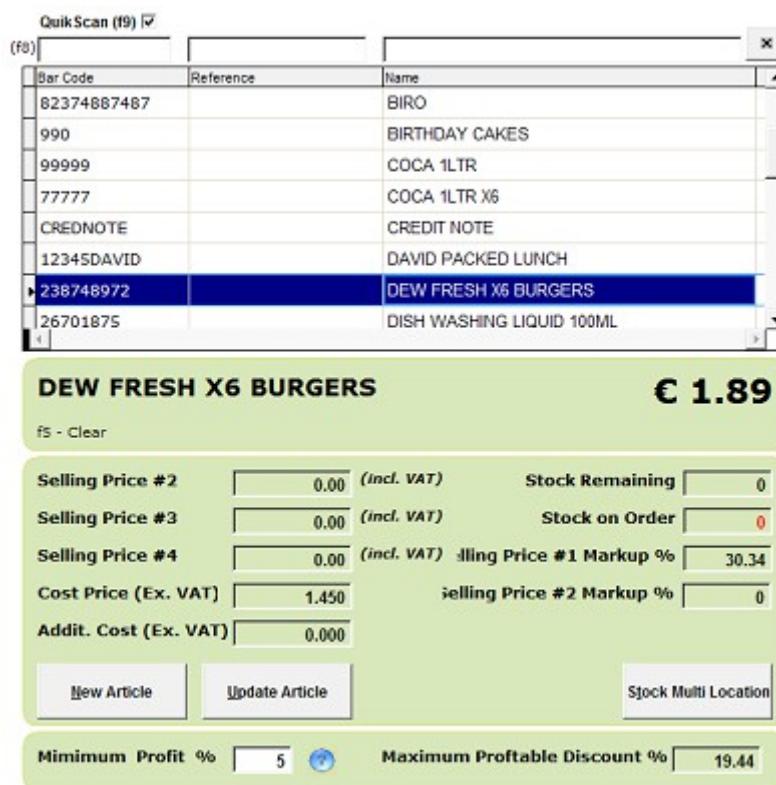 QuikScan (f9)
(f8)
Bar Code Reference Name
82374887487 BIRO
990 BIRTHDAY CAKES
99999 COCA 1LTR
77777 COCA 1LTR X6
CREDNOTE CREDIT NOTE
12345DAVID DAVID PACKED LUNCH
238748972 DEW FRESH X6 BURGERS
26701875 DISH WASHING LIQUID 100ML
DEW FRESH X6 BURGERS € 1.89
f5 - Clear
Selling Price #2 0.00 (incl. VAT) Stock Remaining 0
Selling Price #3 0.00 (incl. VAT) Stock on Order 0
Selling Price #4 0.00 (incl. VAT) lling Price #1 Markup % 30.34
Cost Price (Ex. VAT) 1.450 elling Price #2 Markup % 0
Addit. Cost (Ex. VAT) 0.000
New Article Update Article Stock Multi Location
Mimimum Profit % 5 ? Maximum Proftable Discount % 19.44